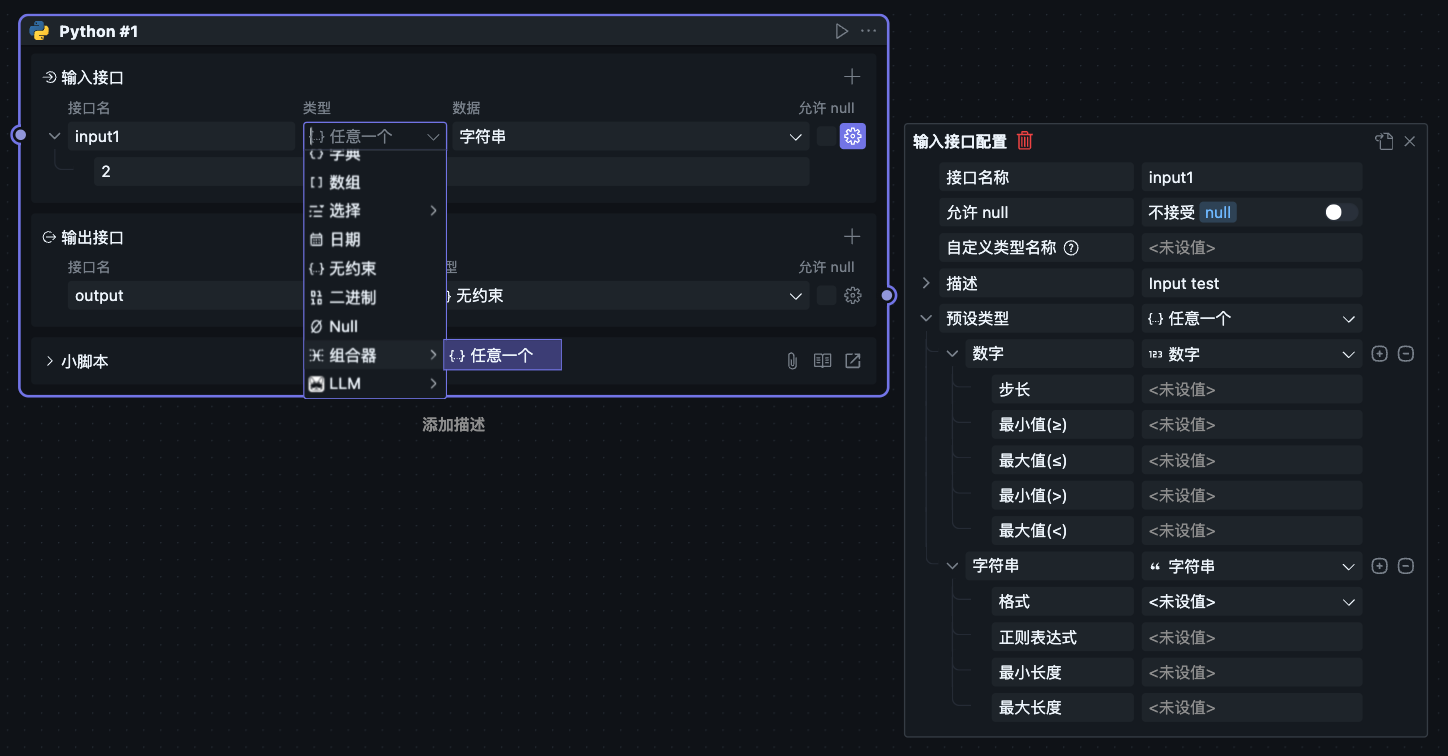 Python #1
输入接口
接口名 类型 数据 允许 null
input1 {..} 任意一个 字符串
2
字典
数组
选择
日期
无约束
二进制
Null
组合器
LLM
{..} 任意一个
输出接口
接口名 型 允许 null
output 无约束
小脚本
添加描述
输入接口配置
接口名称 input1
允许 null 不接受 null
自定义类型名称 <未设值>
描述 Input test
预设类型 {..} 任意一个
数字 123 数字
步长 <未设值>
最小值(≥) <未设值>
最大值(≤) <未设值>
最小值(>) <未设值>
最大值(<) <未设值>
字符串 “ 字符串
格式 <未设值>
正则表达式 <未设值>
最小长度 <未设值>
最大长度 <未设值>